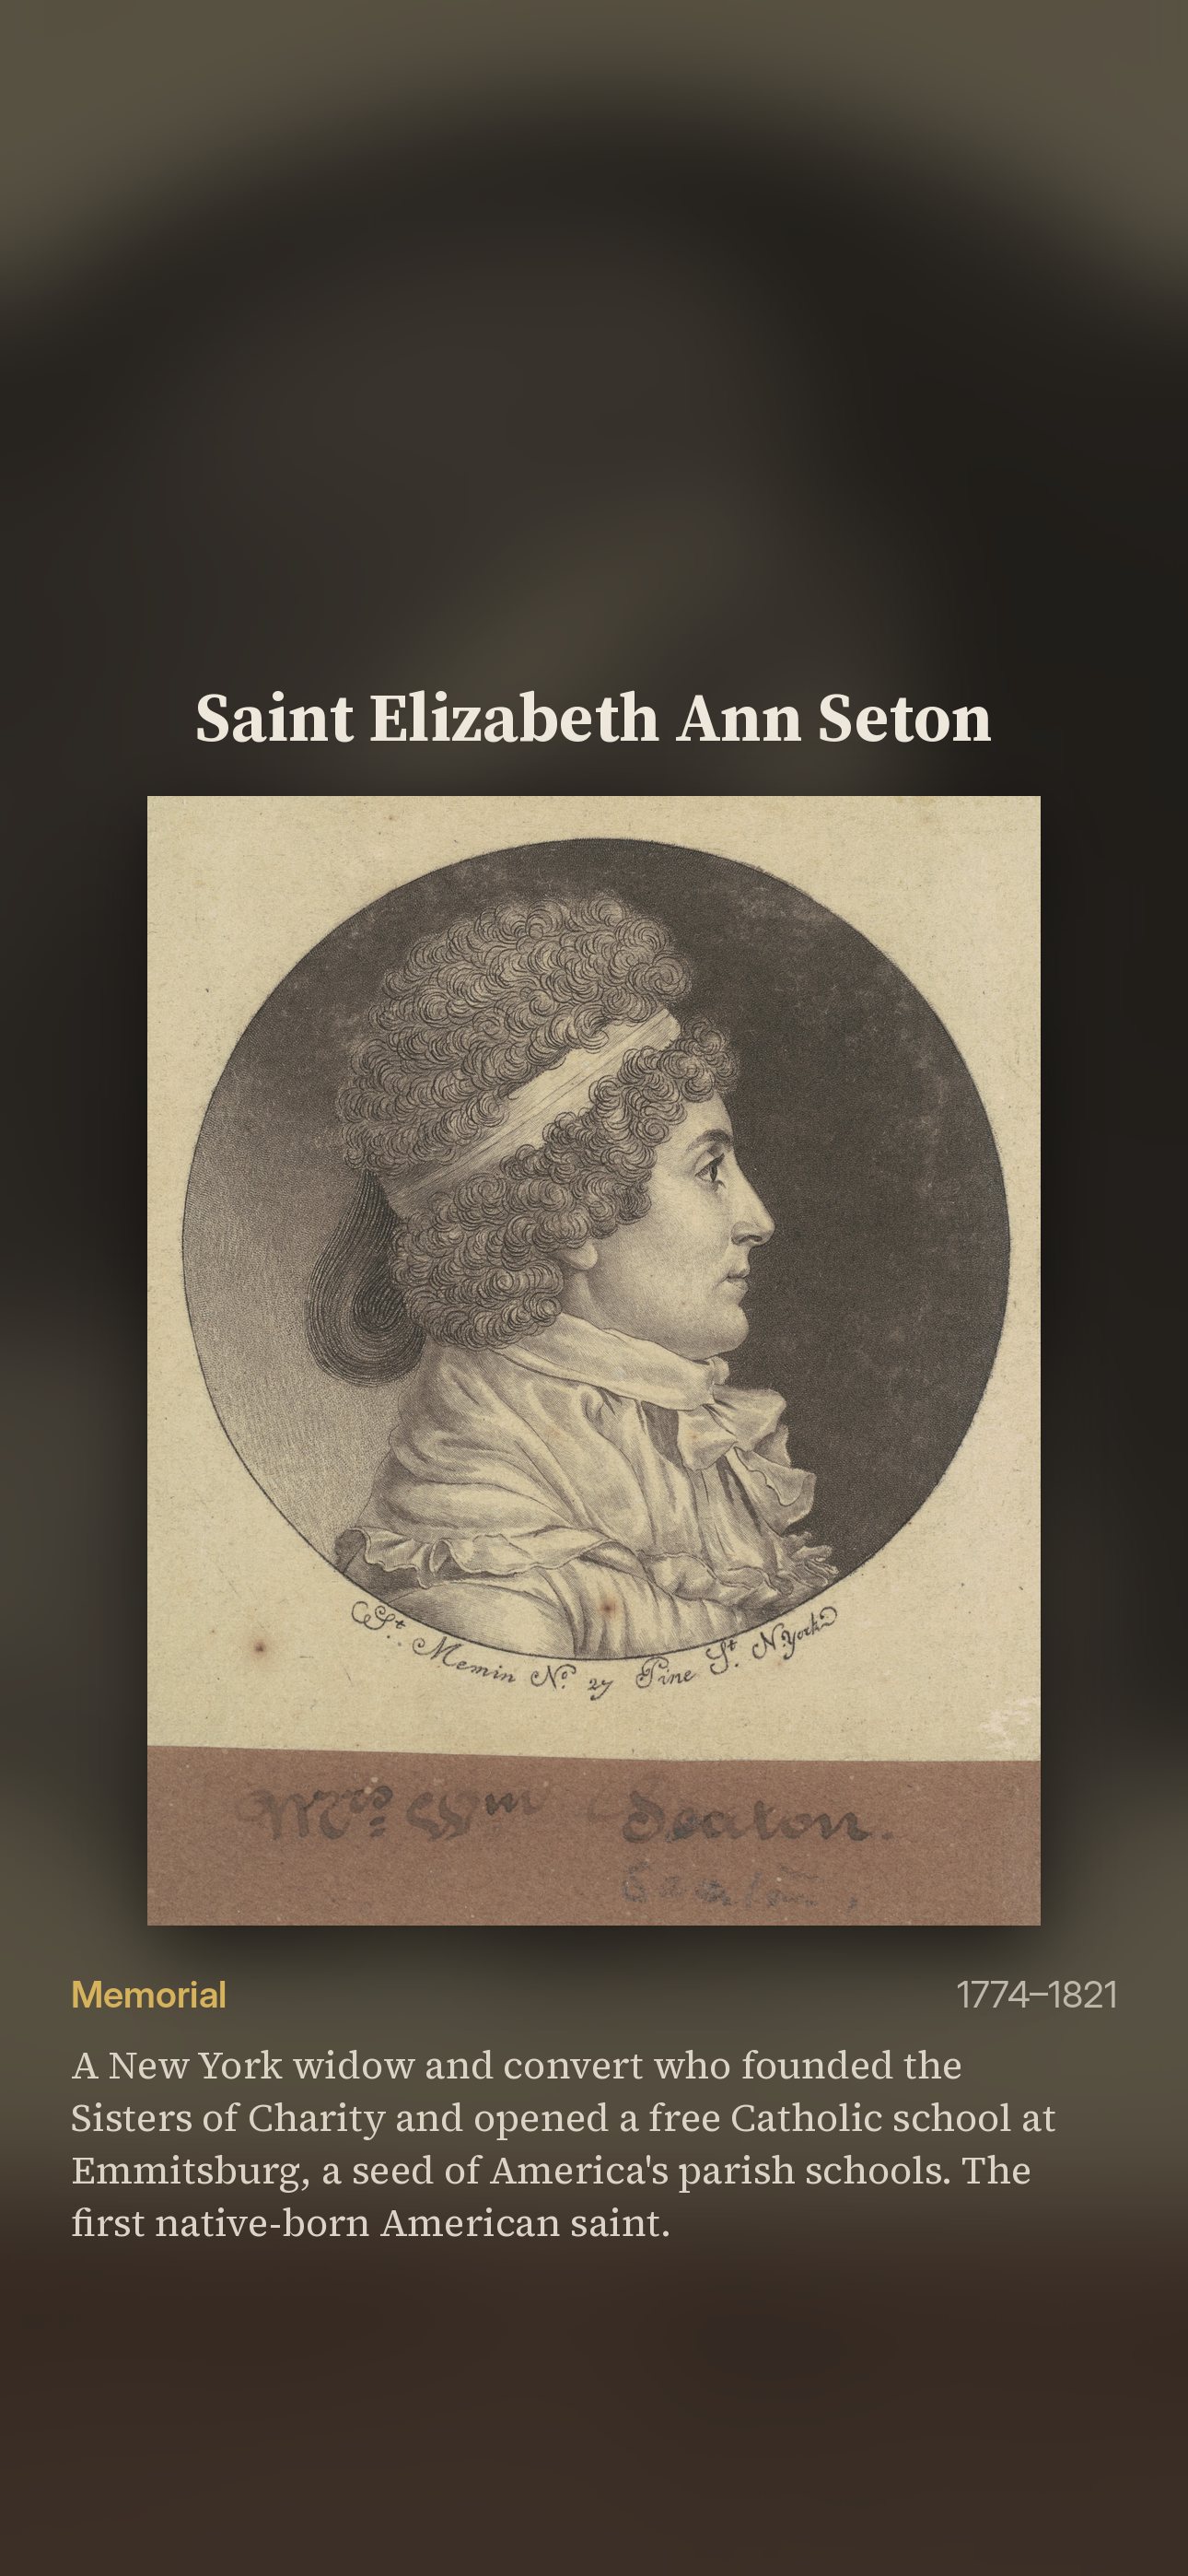 Saint Elizabeth Ann Seton
St. Memin No. 27 Pine St. N. York
Mrs Wm Seaton.
Memorial
1774–1821
A New York widow and convert who founded the
Sisters of Charity and opened a free Catholic school at
Emmitsburg, a seed of America's parish schools. The
first native-born American saint.